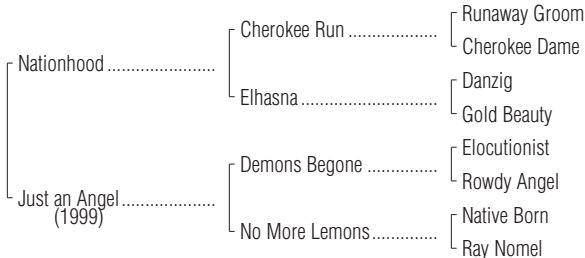 Runaway Groom
Cherokee Run ....................
Cherokee Dame
Nationhood ........................
Danzig
Elhasna ..............................
Gold Beauty
Elocutionist
Demons Begone ................
Rowdy Angel
Just an Angel .....................
(1999)
Native Born
No More Lemons ...............
Ray Nomel